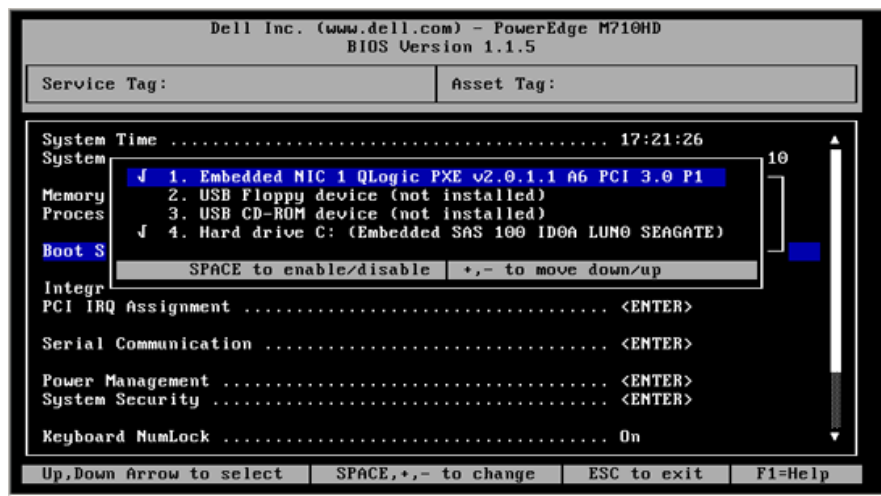 Dell Inc. (www.dell.com) - PowerEdge M710HD
BIOS Version 1.1.5
Service Tag:
Asset Tag:
System Time ......................................... 17:21:26
System 10
√ 1. Embedded NIC 1 QLogic PXE v2.0.1.1 A6 PCI 3.0 P1
2. USB Floppy device (not installed)
3. USB CD-ROM device (not installed)
√ 4. Hard drive C: (Embedded SAS 100 ID0A LUN0 SEAGATE)
SPACE to enable/disable
+,- to move down/up
Memory
Proces
Boot S
Integr
PCI IRQ Assignment .................................. <ENTER>
Serial Communication ................................ <ENTER>
Power Management .................................... <ENTER>
System Security ..................................... <ENTER>
Keyboard NumLock .................................... On
Up,Down Arrow to select
SPACE,+,- to change
ESC to exit
F1=Help